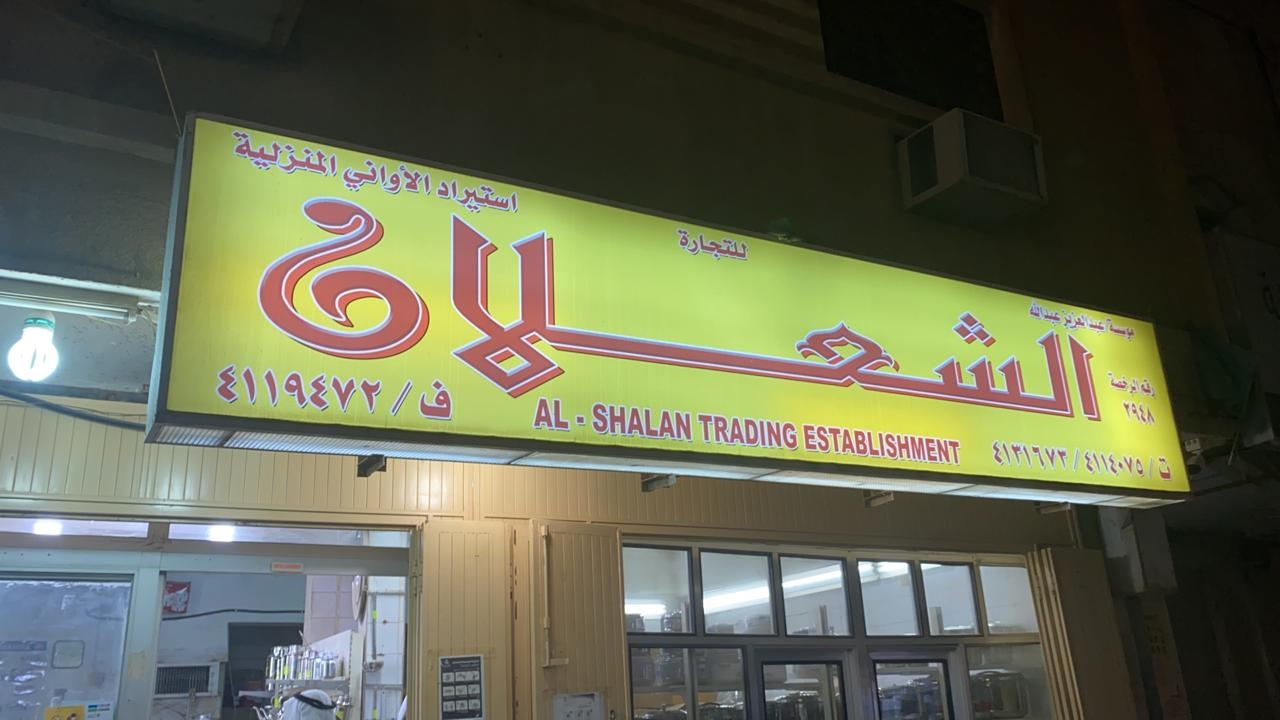 مؤسسة / عبدالعزيز عبدالله
الشعلان
للتجارة
استيراد الأواني المنزلية
رقم الرخصة
٢٩٤٨
ت / ٤١١٤٠٧٥ / ٤١٣١٦٧٣
AL - SHALAN TRADING ESTABLISHMENT
ف / ٤١١٩٤٧٢